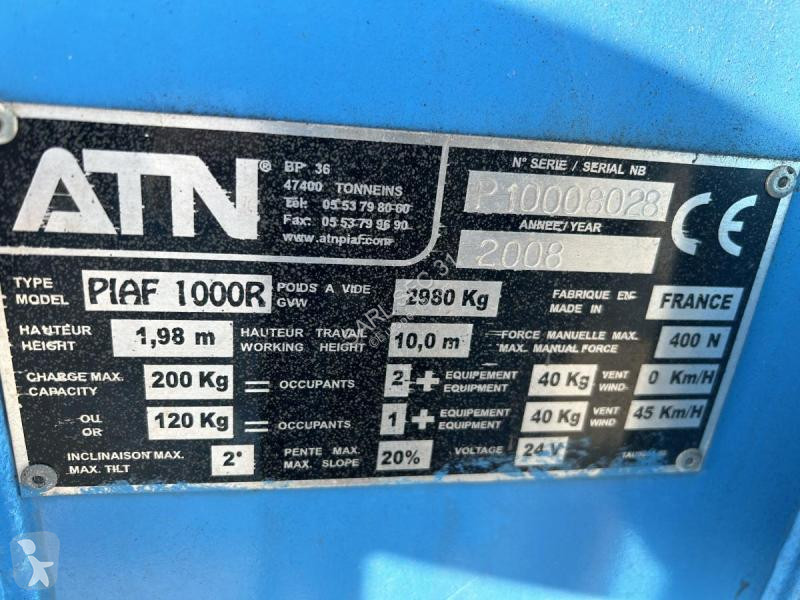 ATN®
BP 36
47400 TONNEINS
tél: 05 53 79 80 60
Fax: 05 53 79 96 90
www.atnpiaf.com
N° SERIE / SERIAL NB
P10008028
ANNEE/YEAR
2008
CE
TYPE MODEL PIAF 1000R POIDS A VIDE GVW 2980 Kg FABRIQUE EN MADE IN FRANCE
HAUTEUR HEIGHT 1,98 m HAUTEUR TRAVAIL WORKING HEIGHT 10,0 m FORCE MANUELLE MAX. MAX. MANUAL FORCE 400 N
CHARGE MAX. CAPACITY 200 Kg = OCCUPANTS 2 + EQUIPEMENT EQUIPMENT 40 Kg VENT WIND 0 Km/H
OU OR 120 Kg = OCCUPANTS 1 + EQUIPEMENT EQUIPMENT 40 Kg VENT WIND 45 Km/H
INCLINAISON MAX. MAX. TILT 2° PENTE MAX. MAX. SLOPE 20% VOLTAGE 24 V